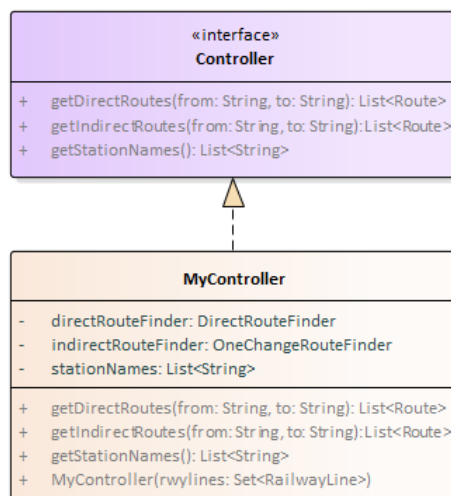 «interface»
Controller
+ getDirectRoutes(from: String, to: String): List<Route>
+ getIndirectRoutes(from: String, to: String):List<Route>
+ getStationNames(): List<String>
MyController
- directRouteFinder: DirectRouteFinder
- indirectRouteFinder: OneChangeRouteFinder
- stationNames: List<String>
+ getDirectRoutes(from: String, to: String): List<Route>
+ getIndirectRoutes(from: String, to: String):List<Route>
+ getStationNames(): List<String>
+ MyController(rwylines: Set<RailwayLine>)